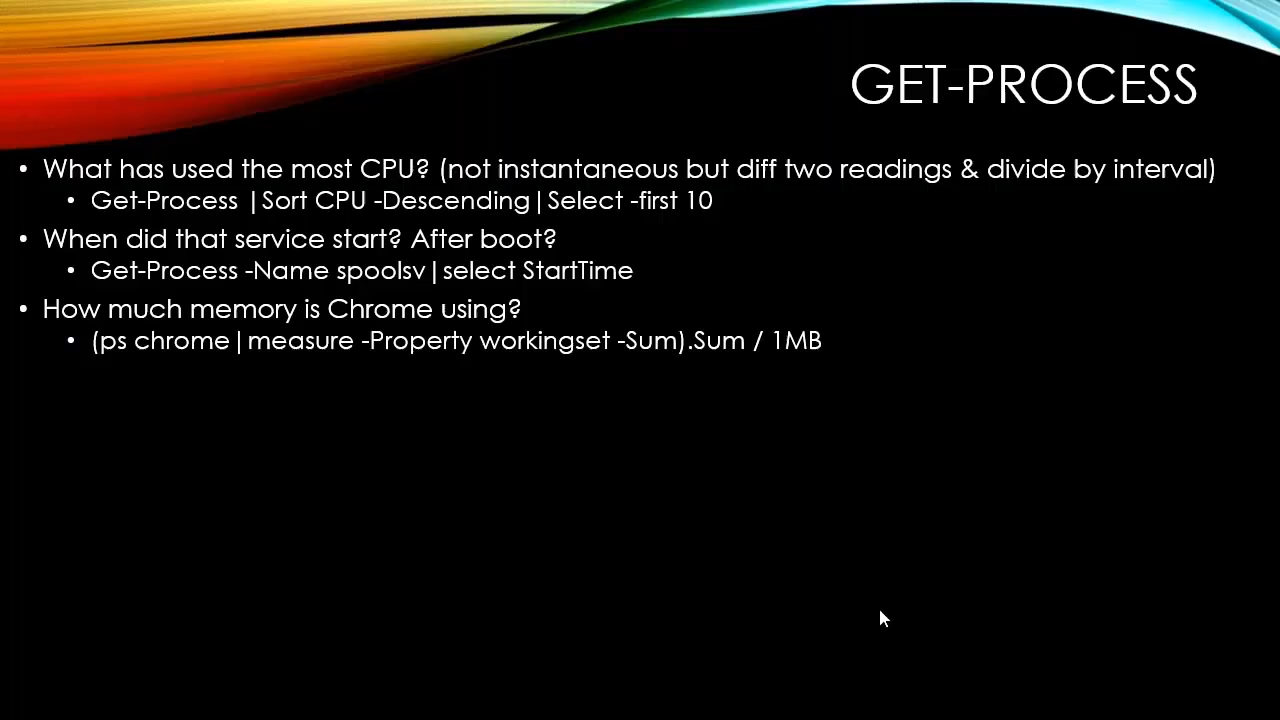 GET-PROCESS
• What has used the most CPU? (not instantaneous but diff two readings & divide by interval)
• Get-Process |Sort CPU -Descending|Select -first 10
• When did that service start? After boot?
• Get-Process -Name spoolsv|select StartTime
• How much memory is Chrome using?
• (ps chrome|measure -Property workingset -Sum).Sum / 1MB